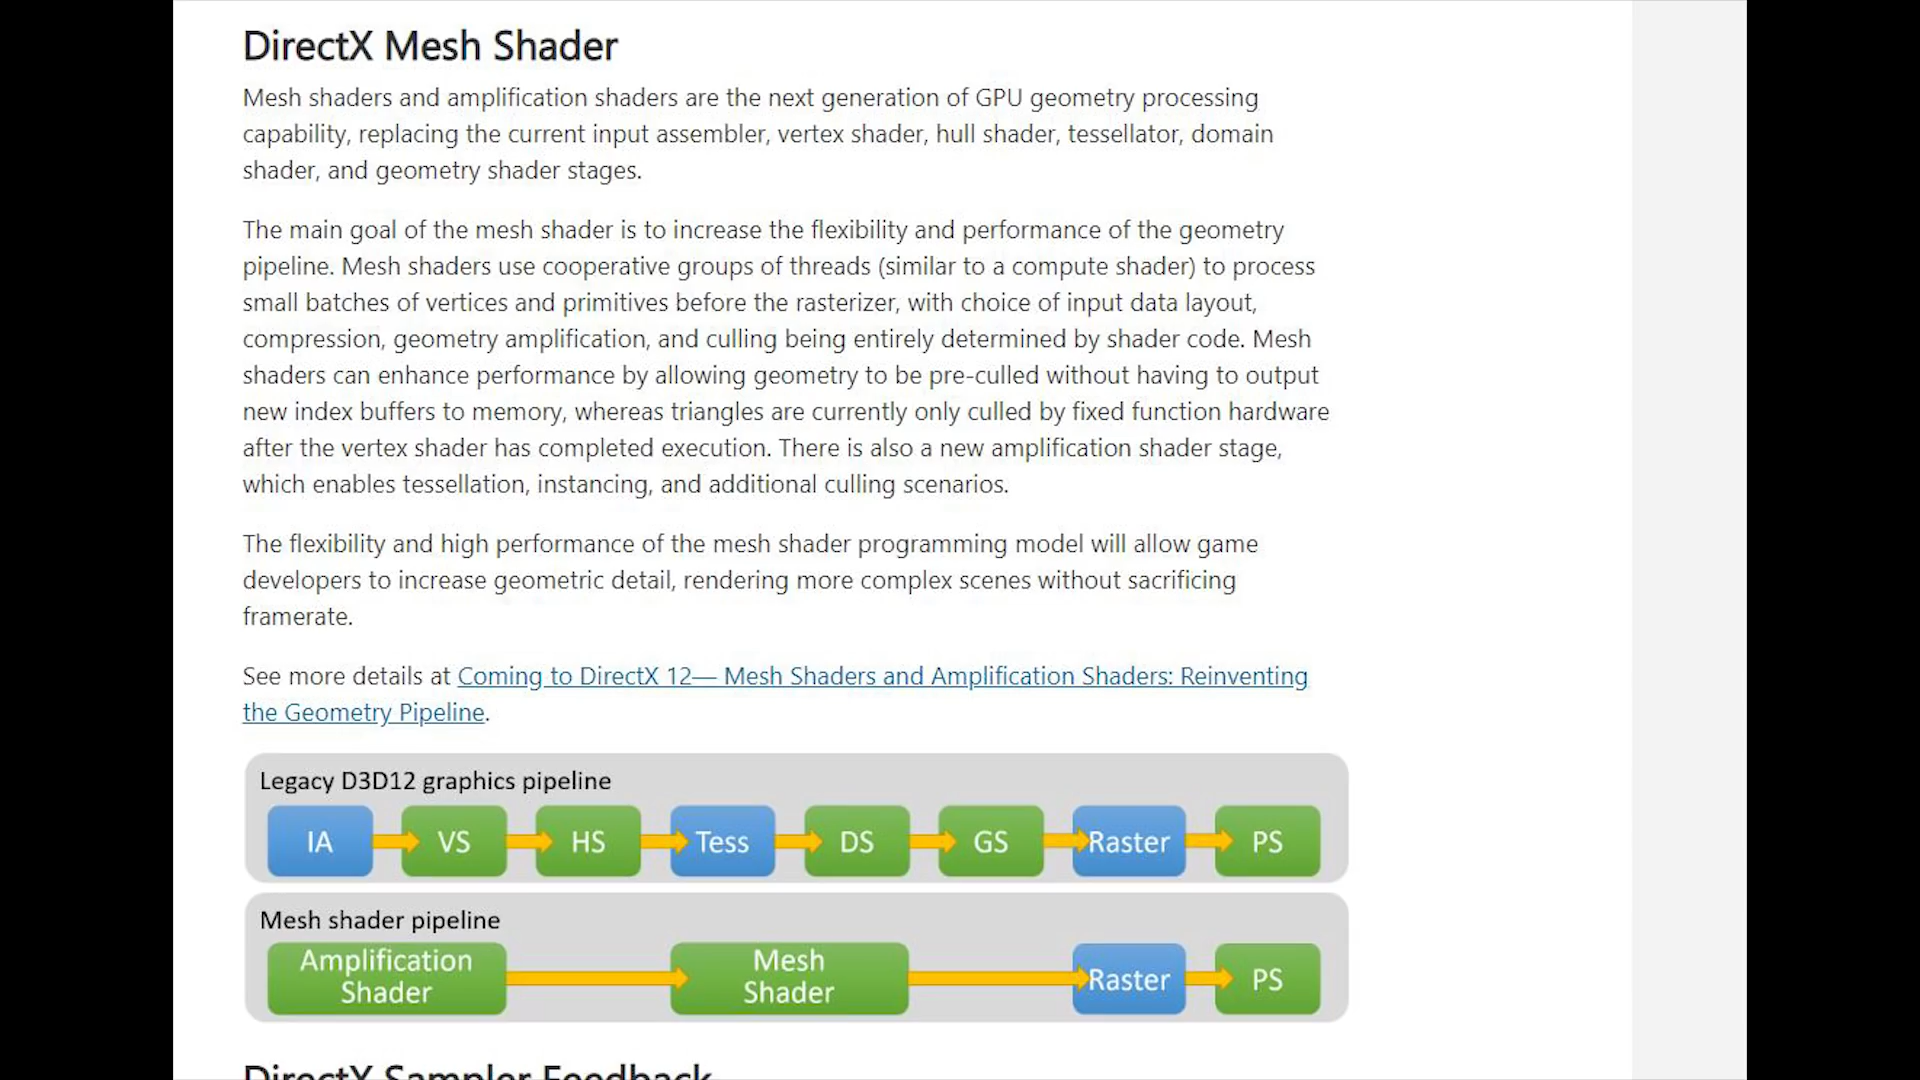 DirectX Mesh Shader
Mesh shaders and amplification shaders are the next generation of GPU geometry processing
capability, replacing the current input assembler, vertex shader, hull shader, tessellator, domain
shader, and geometry shader stages.
The main goal of the mesh shader is to increase the flexibility and performance of the geometry
pipeline. Mesh shaders use cooperative groups of threads (similar to a compute shader) to process
small batches of vertices and primitives before the rasterizer, with choice of input data layout,
compression, geometry amplification, and culling being entirely determined by shader code. Mesh
shaders can enhance performance by allowing geometry to be pre-culled without having to output
new index buffers to memory, whereas triangles are currently only culled by fixed function hardware
after the vertex shader has completed execution. There is also a new amplification shader stage,
which enables tessellation, instancing, and additional culling scenarios.
The flexibility and high performance of the mesh shader programming model will allow game
developers to increase geometric detail, rendering more complex scenes without sacrificing
framerate.
See more details at Coming to DirectX 12— Mesh Shaders and Amplification Shaders: Reinventing
the Geometry Pipeline.
Legacy D3D12 graphics pipeline
IA VS HS Tess DS GS Raster PS
Mesh shader pipeline
Amplification Shader Mesh Shader Raster PS
DirectX Sampler Feedback